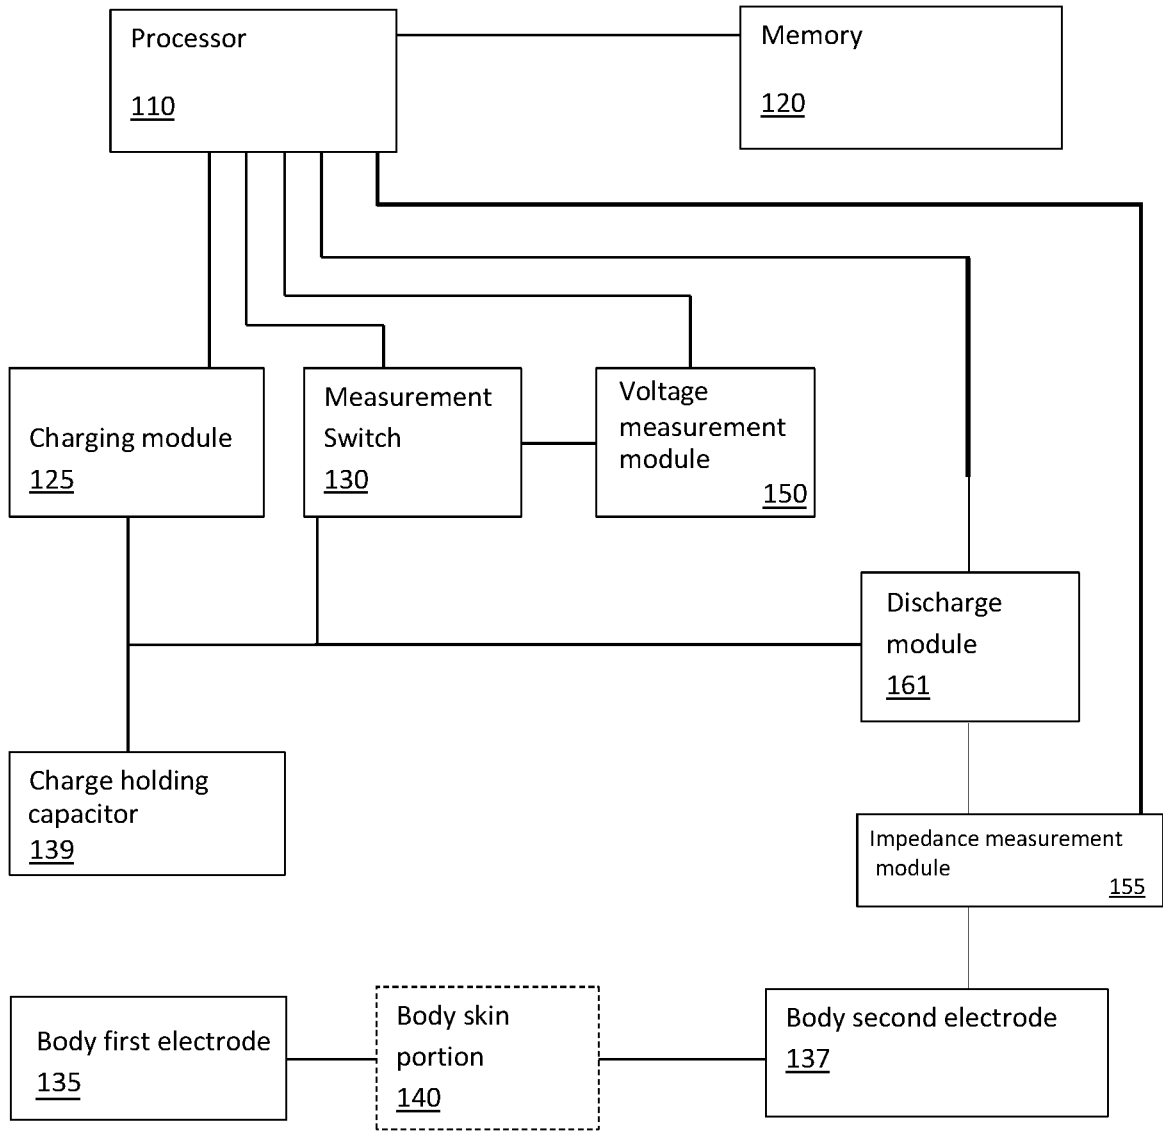 Processor
110
Memory
120
Charging module
125
Measurement
Switch
130
Voltage
measurement
module
150
Discharge
module
161
Charge holding
capacitor
139
Impedance measurement
module
155
Body first electrode
135
Body skin
portion
140
Body second electrode
137